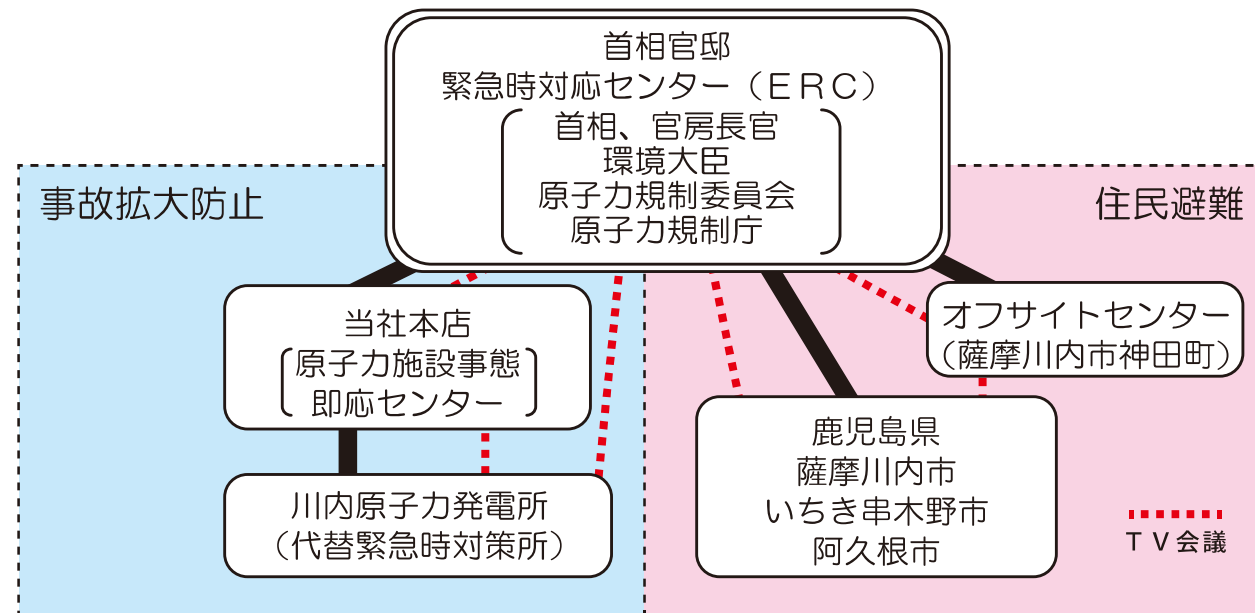 首相官邸
緊急時対応センター（ＥＲＣ）
首相、官房長官
環境大臣
原子力規制委員会
原子力規制庁
事故拡大防止
住民避難
当社本店
原子力施設事態
即応センター
川内原子力発電所
（代替緊急時対策所）
オフサイトセンター
（薩摩川内市神田町）
鹿児島県
薩摩川内市
いちき串木野市
阿久根市
ＴＶ会議